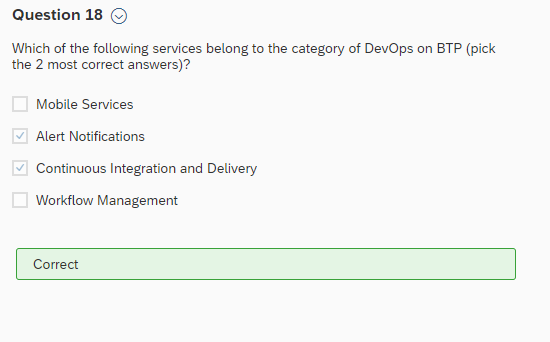 Question 18
Which of the following services belong to the category of DevOps on BTP (pick
the 2 most correct answers)?
Mobile Services
Alert Notifications
Continuous Integration and Delivery
Workflow Management
Correct